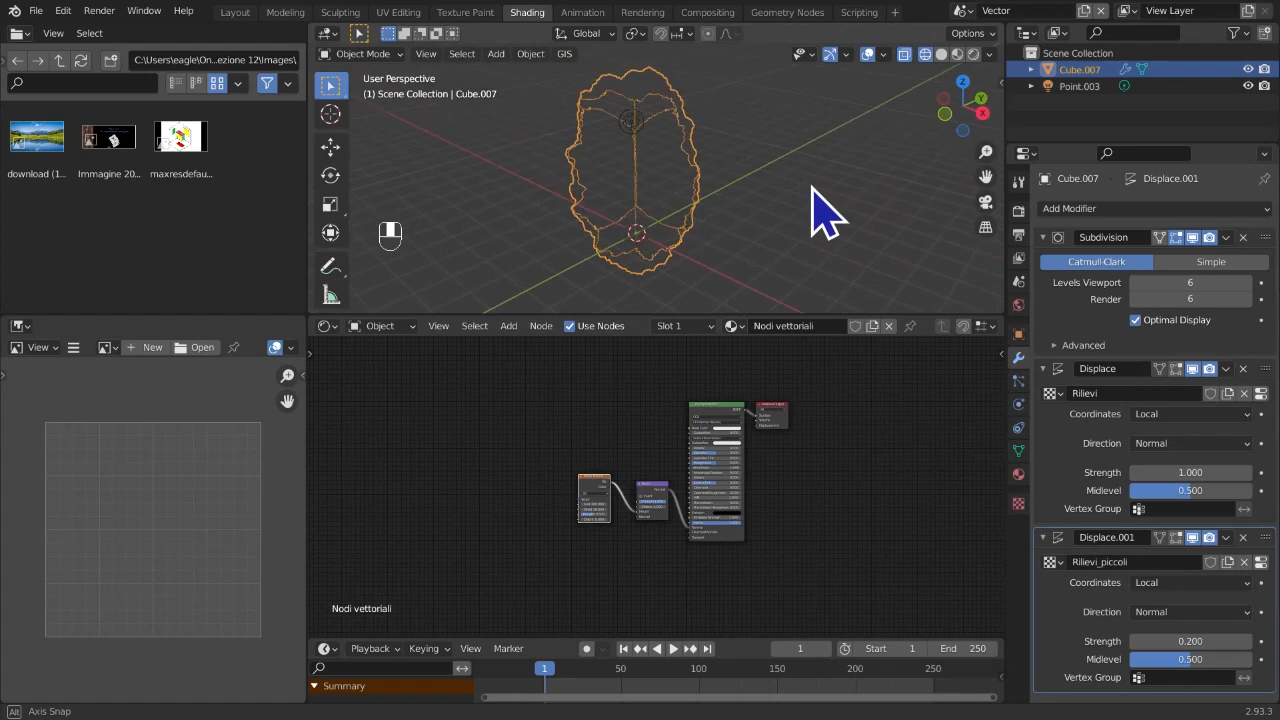 File Edit Render Window Help Layout Modeling Sculpting UV Editing Texture Paint Shading Animation Rendering Compositing Geometry Nodes Scripting + Vector View Layer
View Select
C:\Users\eagle\On...ezione 12\Images\
download (1...
Immagine 20...
maxresdefau...
Global
Options
Object Mode View Select Add Object GIS
User Perspective
(1) Scene Collection | Cube.007
Z
Y
X
Scene Collection
Cube.007
Point.003
Cube.007 Displace.001
Add Modifier
Subdivision
Catmull-Clark Simple
Levels Viewport 6
Render 6
Optimal Display
Advanced
Displace
Rilievi
Coordinates Local
Direction Normal
Strength 1.000
Midlevel 0.500
Vertex Group
Displace.001
Rilievi_piccoli
Coordinates Local
Direction Normal
Strength 0.200
Midlevel 0.500
Vertex Group
View New Open
Object View Select Add Node Use Nodes Slot 1 Nodi vettoriali
Nodi vettoriali
Playback Keying View Marker 1 Start 1 End 250
1 50 100 150 200 250
Summary
Alt Axis Snap
2.93.3